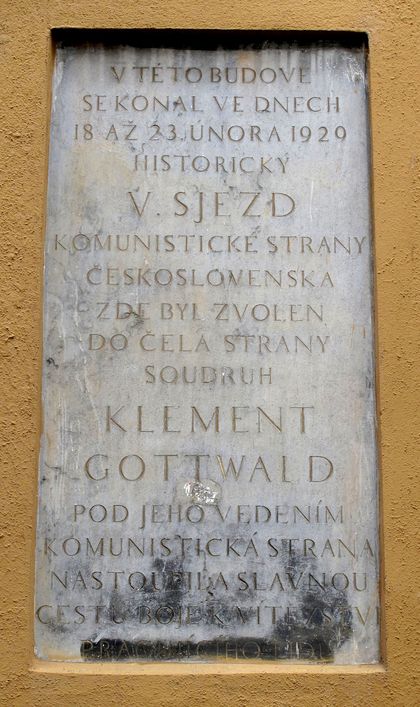 V TÉTO BUDOVĚ
SE KONAL VE DNECH
18 AŽ 23. ÚNORA 1929
HISTORICKÝ
V. SJEZD
KOMUNISTICKÉ STRANY
ČESKOSLOVENSKA
ZDE BYL ZVOLEN
DO ČELA STRANY
SOUDRUH
KLEMENT
GOTTWALD
POD JEHO VEDENÍM
KOMUNISTICKÁ STRANA
NASTOUPILA SLAVNOU
CESTU BOJE K VÍTĚZSTVÍ
PRACUJÍCÍHO LIDU